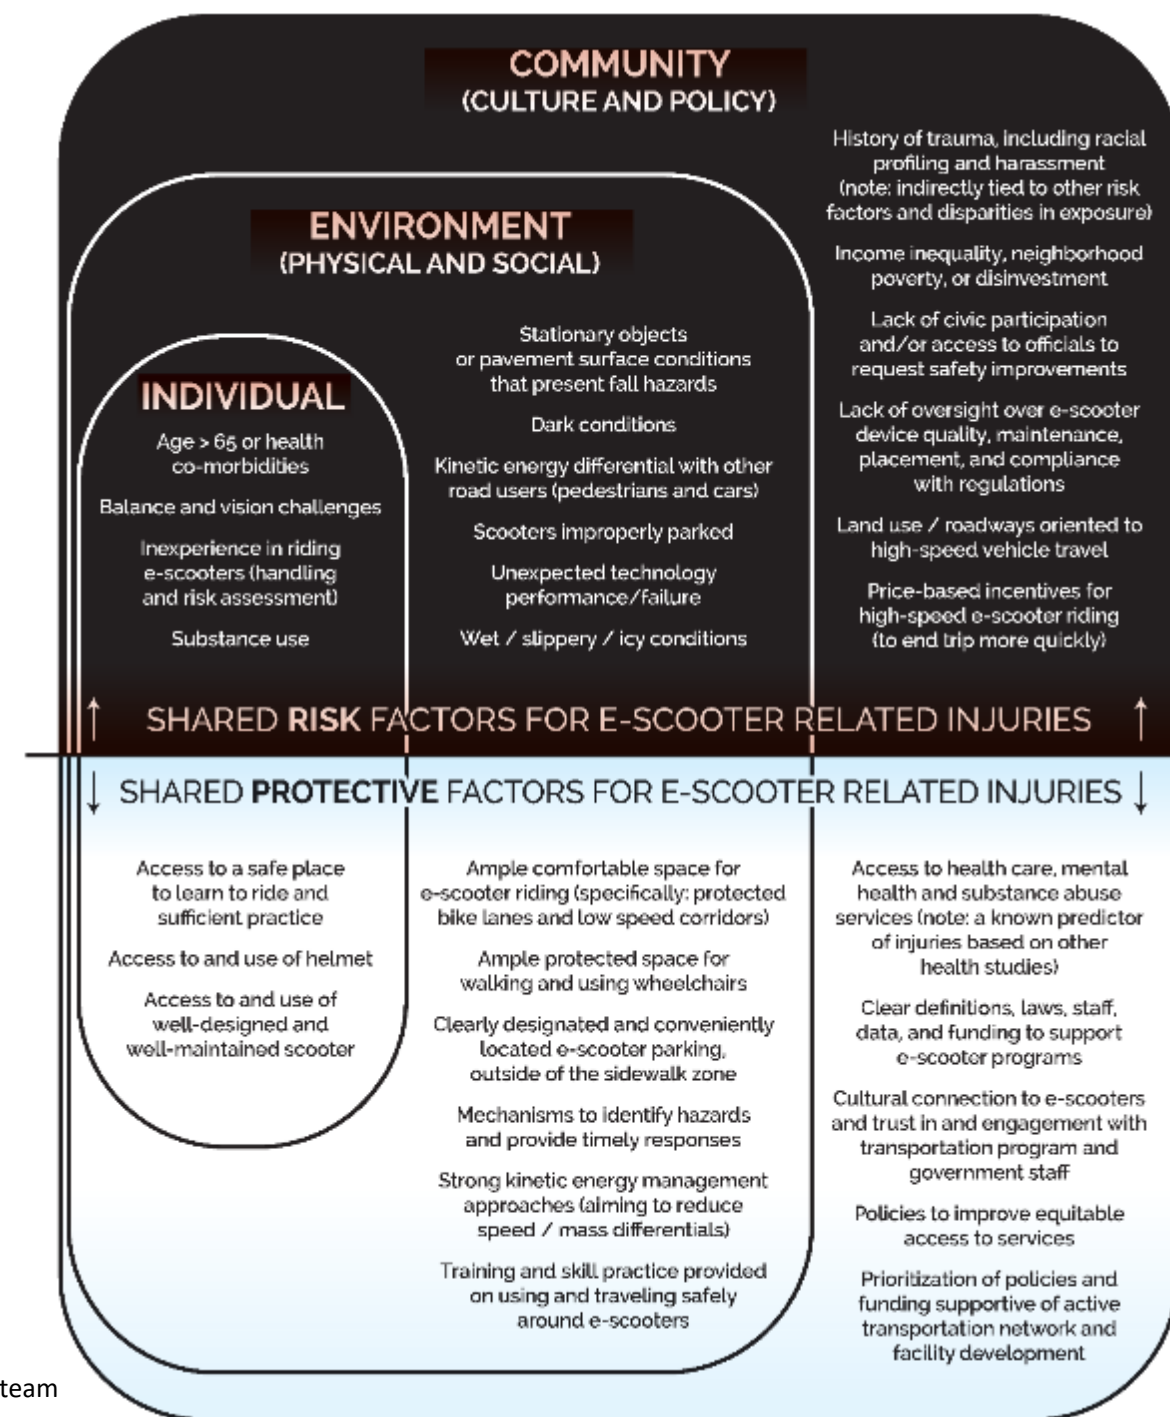 COMMUNITY
(CULTURE AND POLICY)
History of trauma, including racial
profiling and harassment
(note: indirectly tied to other risk
factors and disparities in exposure)
Income inequality, neighborhood
poverty, or disinvestment
Lack of civic participation
and/or access to officials to
request safety improvements
Lack of oversight over e-scooter
device quality, maintenance,
placement, and compliance
with regulations
Land use / roadways oriented to
high-speed vehicle travel
Price-based incentives for
high-speed e-scooter riding
(to end trip more quickly)
ENVIRONMENT
(PHYSICAL AND SOCIAL)
Stationary objects
or pavement surface conditions
that present fall hazards
Dark conditions
Kinetic energy differential with other
road users (pedestrians and cars)
Scooters improperly parked
Unexpected technology
performance/failure
Wet / slippery / icy conditions
INDIVIDUAL
Age > 65 or health
co-morbidities
Balance and vision challenges
Inexperience in riding
e-scooters (handling
and risk assessment)
Substance use
↑ SHARED RISK FACTORS FOR E-SCOOTER RELATED INJURIES ↑
↓ SHARED PROTECTIVE FACTORS FOR E-SCOOTER RELATED INJURIES ↓
Access to a safe place
to learn to ride and
sufficient practice
Access to and use of helmet
Access to and use of
well-designed and
well-maintained scooter
Ample comfortable space for
e-scooter riding (specifically: protected
bike lanes and low speed corridors)
Ample protected space for
walking and using wheelchairs
Clearly designated and conveniently
located e-scooter parking,
outside of the sidewalk zone
Mechanisms to identify hazards
and provide timely responses
Strong kinetic energy management
approaches (aiming to reduce
speed / mass differentials)
Training and skill practice provided
on using and traveling safely
around e-scooters
Access to health care, mental
health and substance abuse
services (note: a known predictor
of injuries based on other
health studies)
Clear definitions, laws, staff,
data, and funding to support
e-scooter programs
Cultural connection to e-scooters
and trust in and engagement with
transportation program and
government staff
Policies to improve equitable
access to services
Prioritization of policies and
funding supportive of active
transportation network and
facility development
team